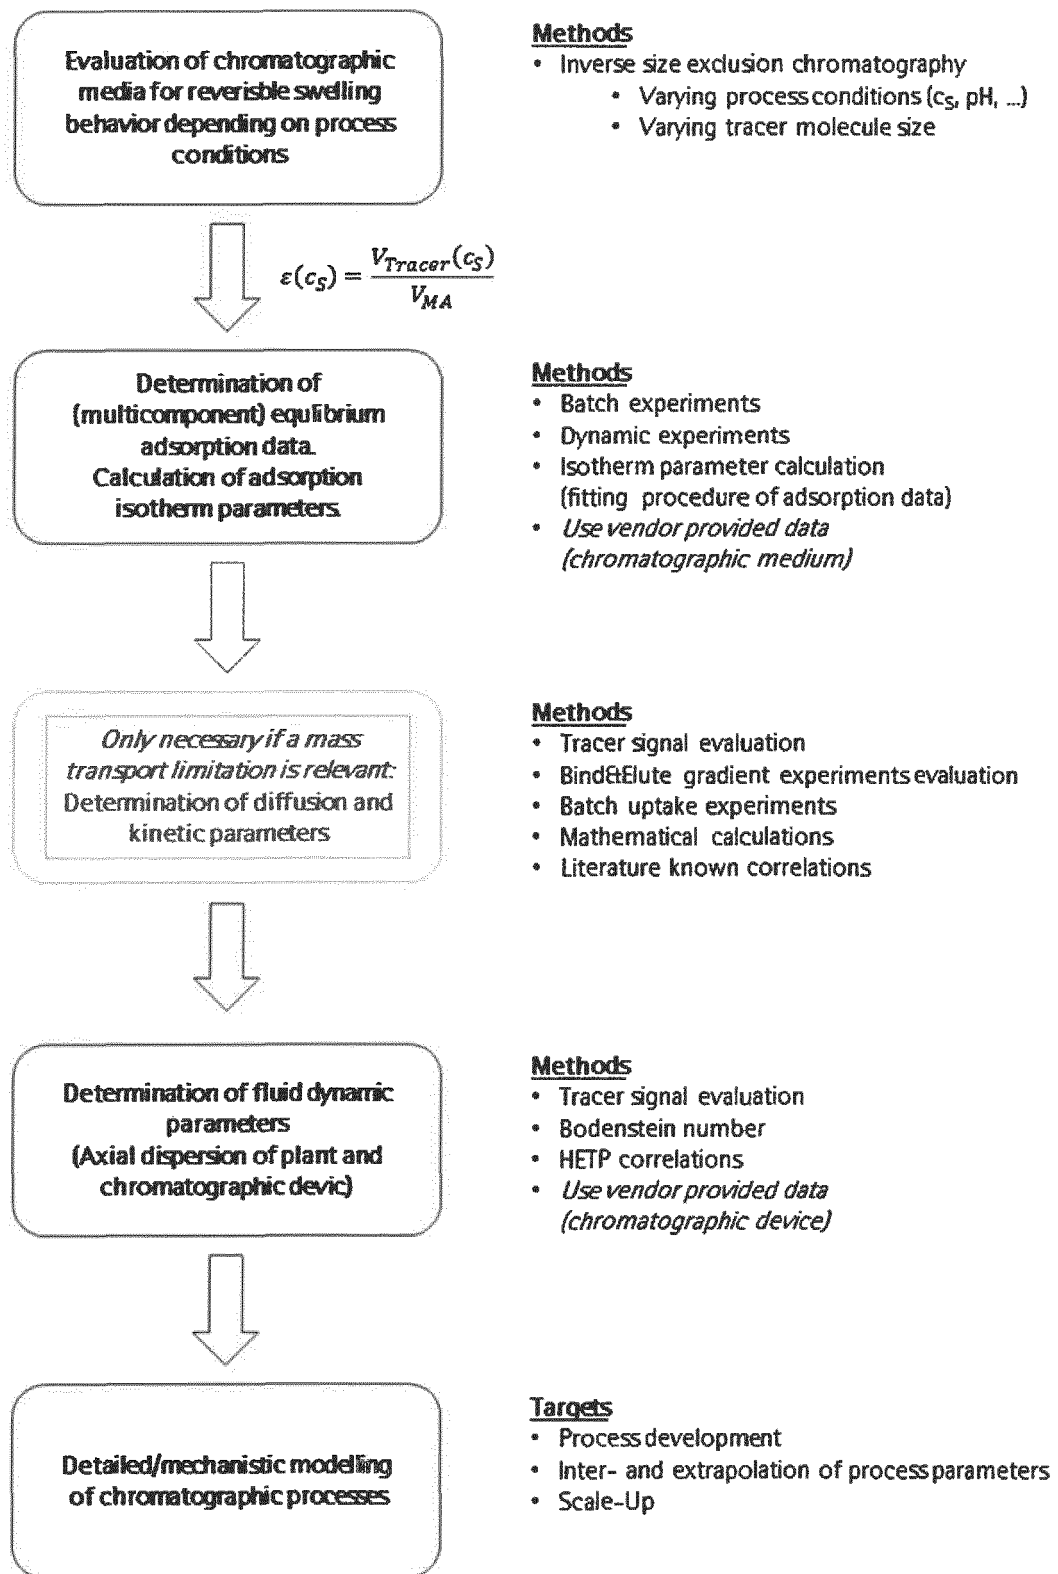 Evaluation of chromatographic
media for reverisble swelling
behavior depending on process
conditions
Methods
• Inverse size exclusion chromatography
• Varying process conditions (cS, pH, ...)
• Varying tracer molecule size
ε(cS) = VTracer(cS) / VMA
Determination of
(multicomponent) equlibrium
adsorption data.
Calculation of adsorption
isotherm parameters.
Methods
• Batch experiments
• Dynamic experiments
• Isotherm parameter calculation
(fitting procedure of adsorption data)
• Use vendor provided data
(chromatographic medium)
Only necessary if a mass
transport limitation is relevant:
Determination of diffusion and
kinetic parameters
Methods
• Tracer signal evaluation
• Bind&Elute gradient experiments evaluation
• Batch uptake experiments
• Mathematical calculations
• Literature known correlations
Determination of fluid dynamic
parameters
(Axial dispersion of plant and
chromatographic devic)
Methods
• Tracer signal evaluation
• Bodenstein number
• HETP correlations
• Use vendor provided data
(chromatographic device)
Detailed/mechanistic modelling
of chromatographic processes
Targets
• Process development
• Inter- and extrapolation of process parameters
• Scale-Up